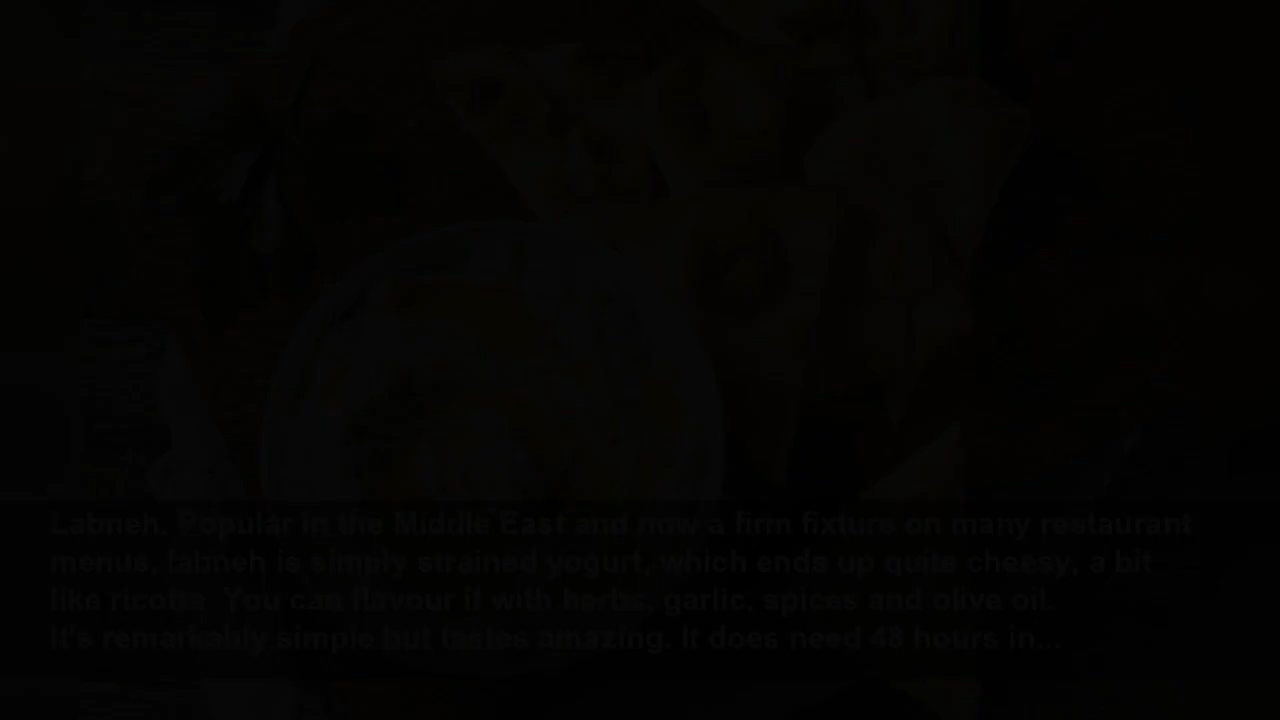 Labneh. Popular in the Middle East and now a firm fixture on many restaurant
menus, labneh is simply strained yogurt, which ends up quite cheesy, a bit
like ricotta. You can flavour it with herbs, garlic, spices and olive oil.
It's remarkably simple but tastes amazing. It does need 48 hours in...